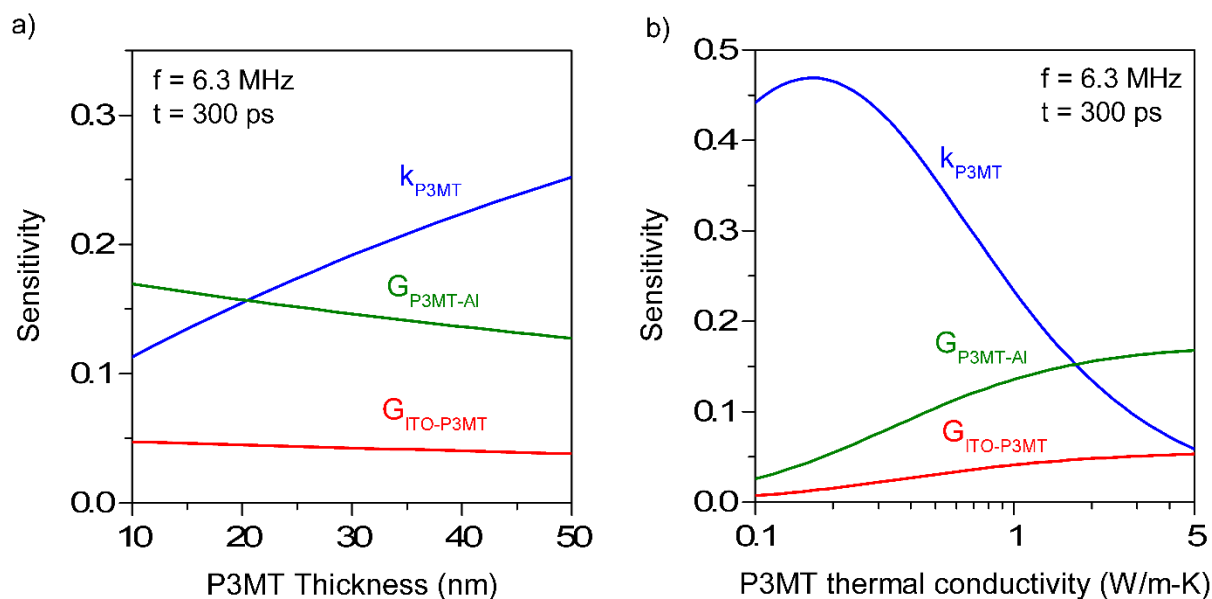 a)
f = 6.3 MHz
t = 300 ps
0.3
0.2
0.1
0.0
Sensitivity
k_P3MT
G_P3MT-Al
G_ITO-P3MT
10 20 30 40 50
P3MT Thickness (nm)
b)
f = 6.3 MHz
t = 300 ps
0.5
0.4
0.3
0.2
0.1
0.0
Sensitivity
k_P3MT
G_P3MT-Al
G_ITO-P3MT
0.1 1 5
P3MT thermal conductivity (W/m-K)